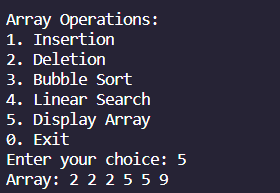 Array Operations:
1. Insertion
2. Deletion
3. Bubble Sort
4. Linear Search
5. Display Array
0. Exit
Enter your choice: 5
Array: 2 2 2 5 5 9